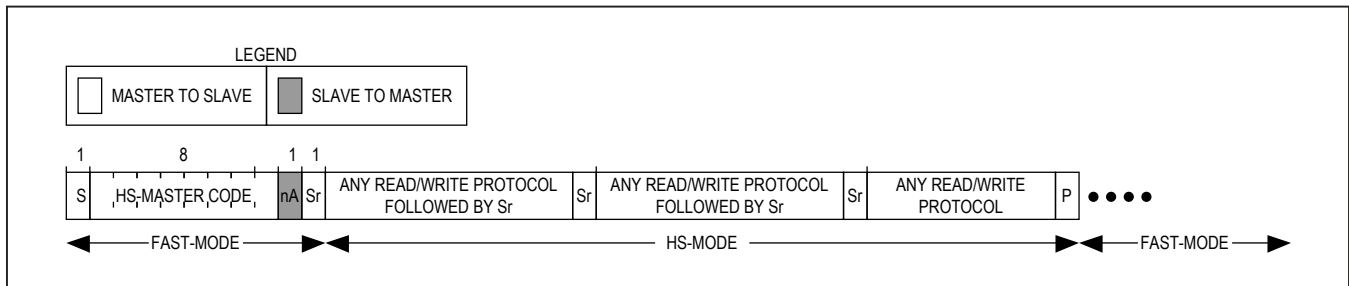 LEGEND
MASTER TO SLAVE
SLAVE TO MASTER
1 8 1 1
S HS-MASTER CODE nA Sr ANY READ/WRITE PROTOCOL Sr ANY READ/WRITE PROTOCOL Sr ANY READ/WRITE P
FOLLOWED BY Sr FOLLOWED BY Sr PROTOCOL
FAST-MODE HS-MODE FAST-MODE